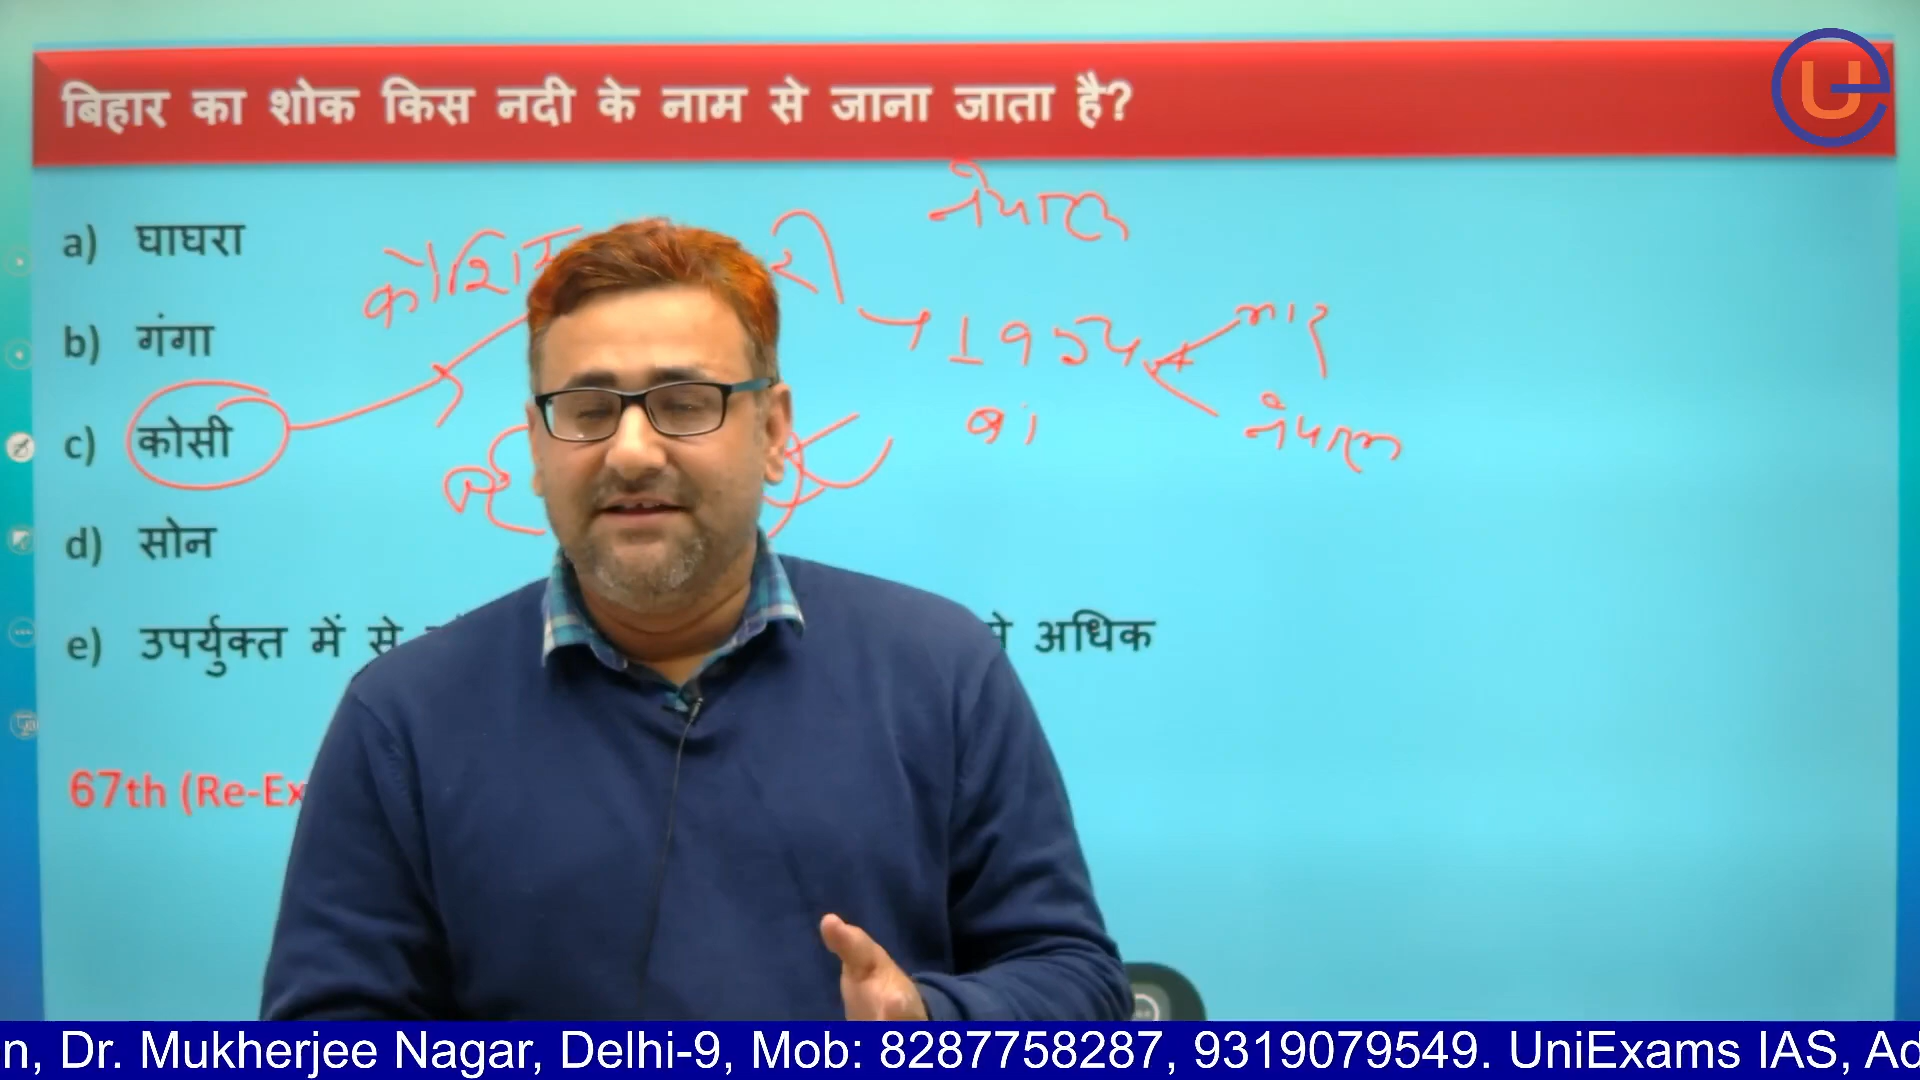 बिहार का शोक किस नदी के नाम से जाना जाता है?
नेपाल
a) घाघरा
b) गंगा
1954
नेपाल
c) कोसी
d) सोन
e) उपर्युक्त में से से अधिक
67th (Re-Ex
n, Dr. Mukherjee Nagar, Delhi-9, Mob: 8287758287, 9319079549. UniExams IAS, Ad